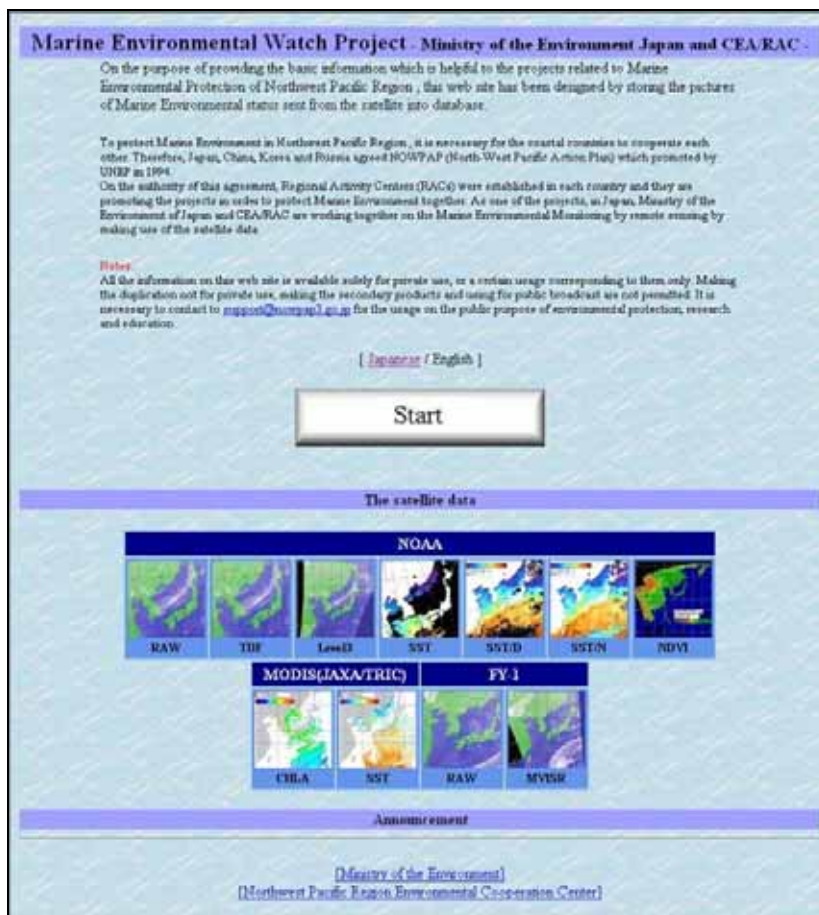 Marine Environmental Watch Project - Ministry of the Environment Japan and CEA/RAC -
On the purpose of providing the basic information which is helpful to the projects related to Marine
Environmental Protection of Northwest Pacific Region , this web site has been designed by storing the pictures
of Marine Environmental status sent from the satellite into database.
To protect Marine Environment in Northwest Pacific Region , it is necessary for the coastal countries to cooperate each
other. Therefore, Japan, China, Korea and Russia agreed NOWPAP (North-West Pacific Action Plan) which promoted by
UNEP in 1994.
On the authority of this agreement, Regional Activity Centers (RACs) were established in each country and they are
promoting the projects in order to protect Marine Environment together. As one of the projects, in Japan, Ministry of the
Environment of Japan and CEA/RAC are working together on the Marine Environmental Monitoring by remote sensing by
making use of the satellite data.
Notes:
All the information on this web site is available solely for private use, or a certain usage corresponding to them only. Making
the duplication not for private use, making the secondary products and using for public broadcast are not permitted. It is
necessary to contact to support@nowpap3.go.jp for the usage on the public purpose of environmental protection, research
and education.
[ Japanese / English ]
Start
The satellite data
NOAA
RAW TDF Level3 SST SST/D SST/N NDVI
MODIS(JAXA/TRIC) FY-1
CHLA SST RAW MVISR
Announcement
[Ministry of the Environment]
[Northwest Pacific Region Environmental Cooperation Center]